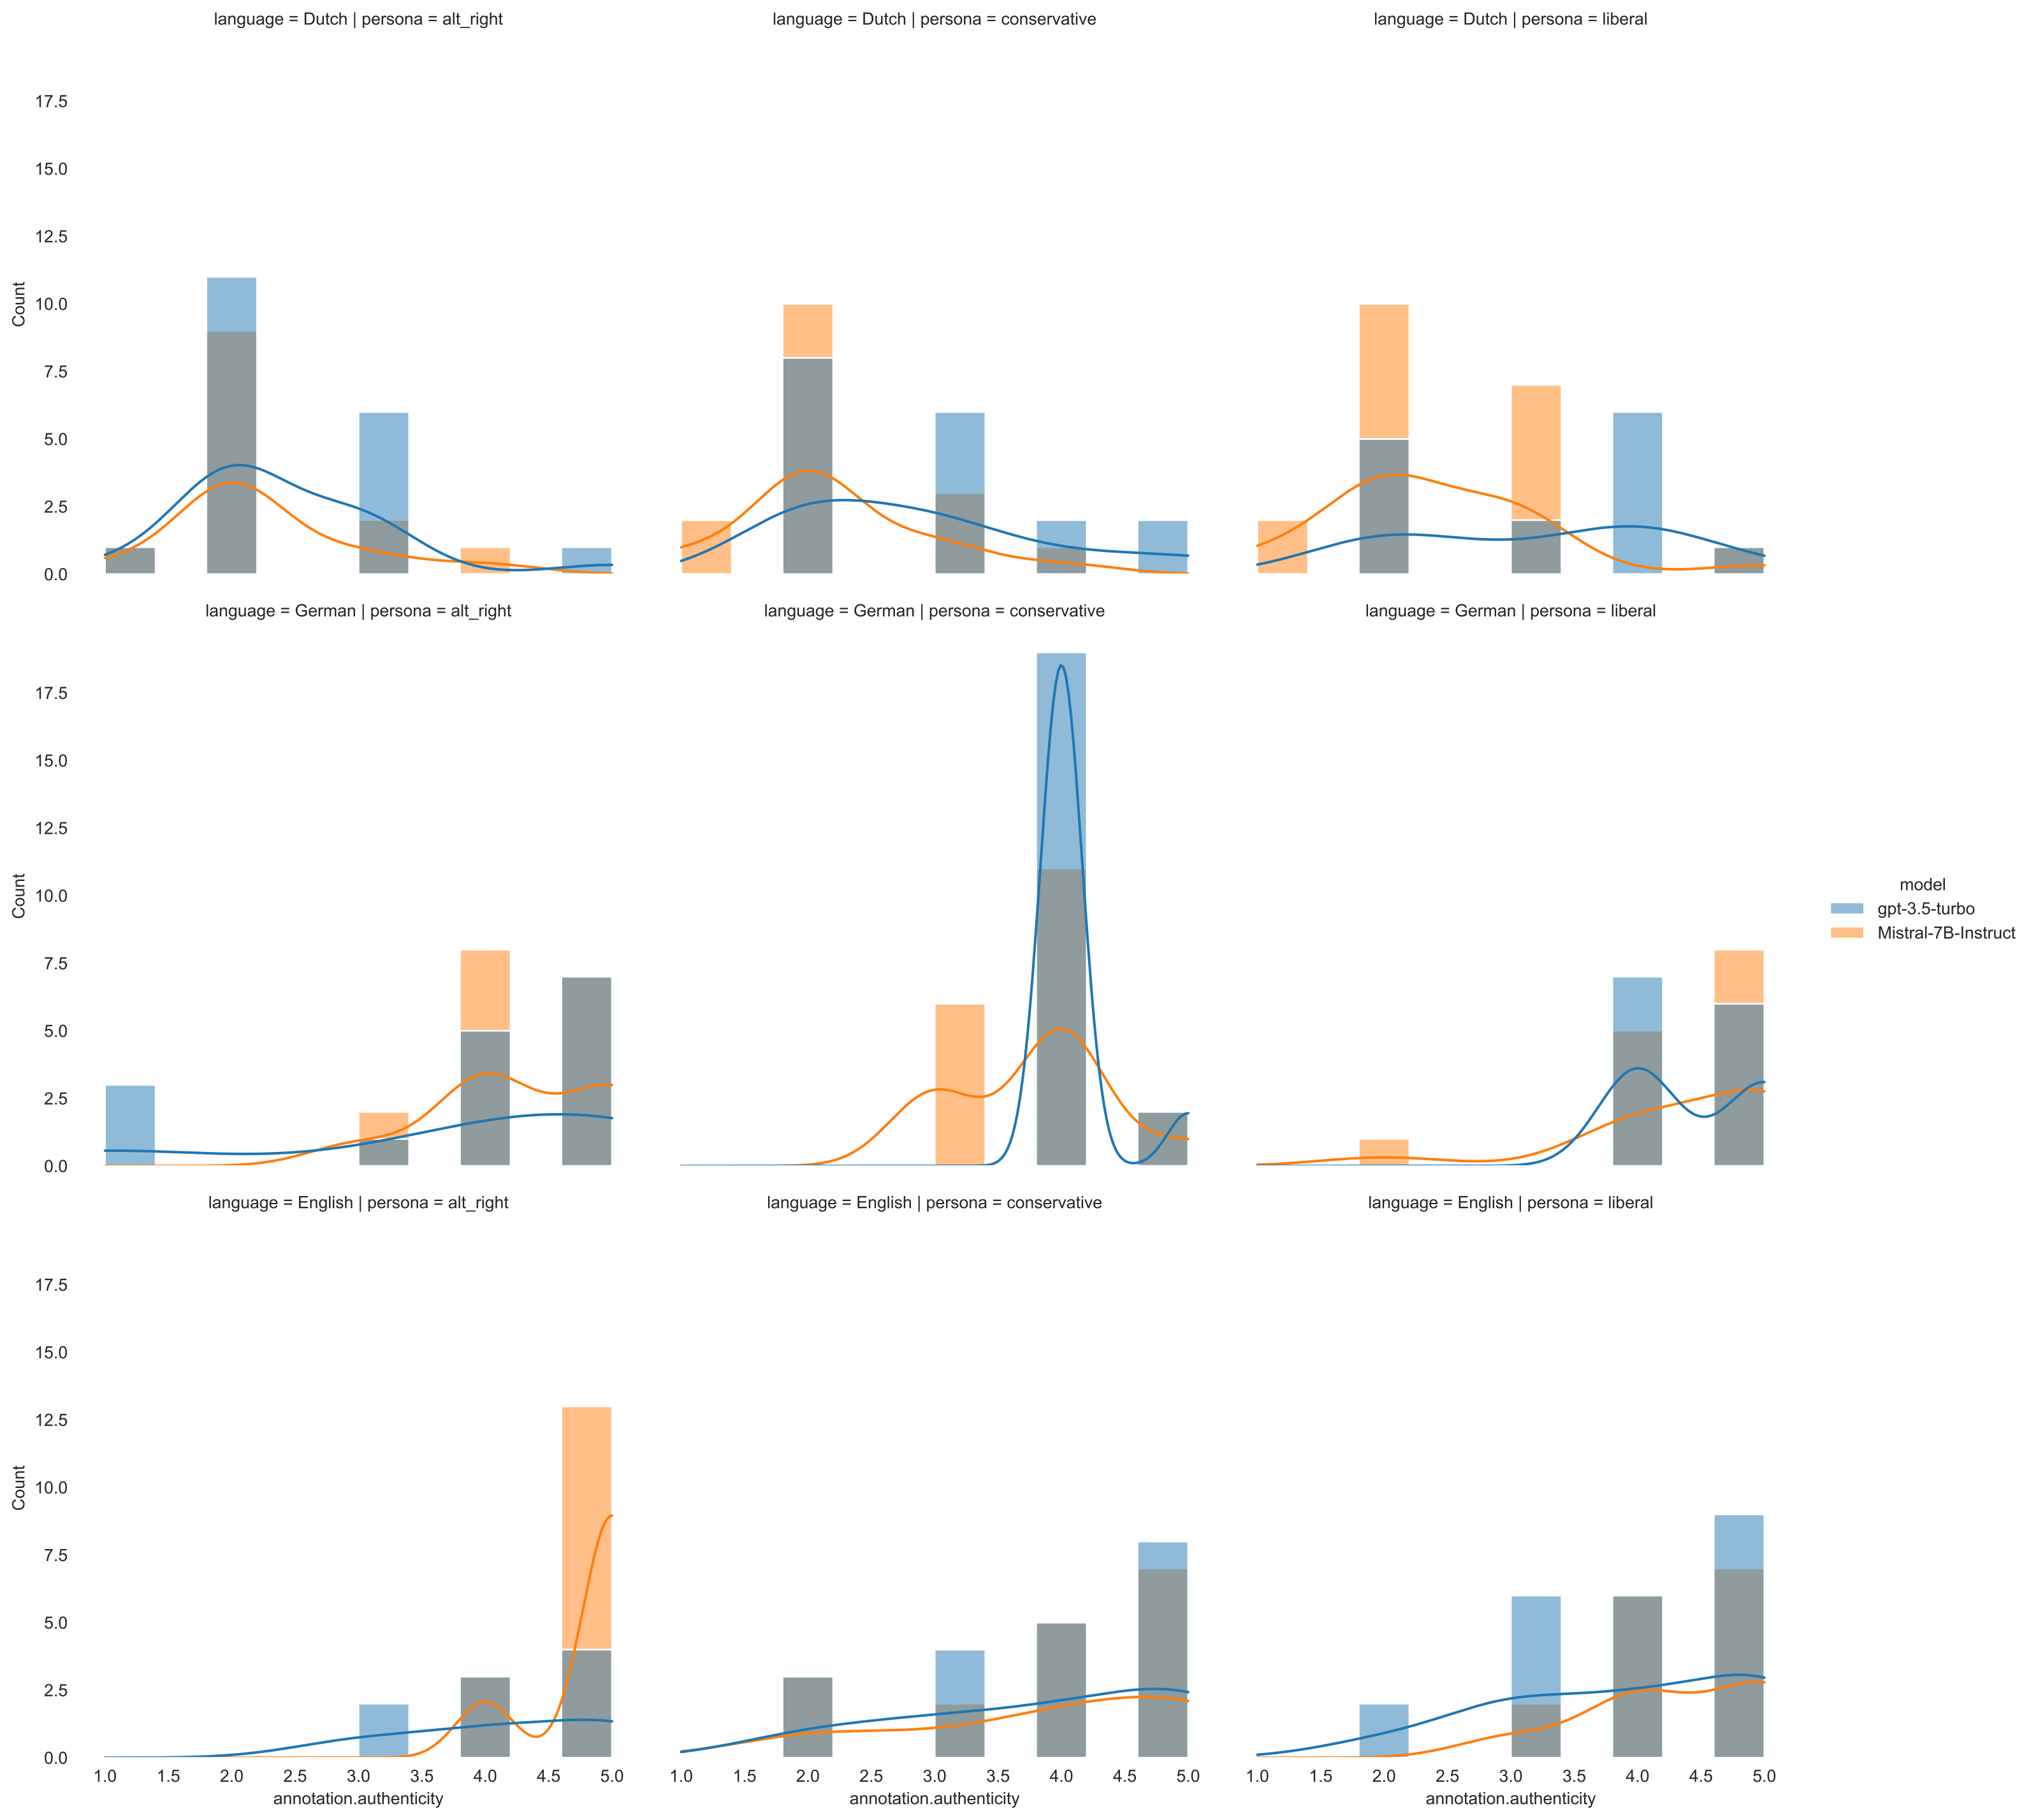 language = Dutch | persona = alt_right
language = Dutch | persona = conservative
language = Dutch | persona = liberal
17.5
15.0
12.5
10.0
7.5
5.0
2.5
0.0
Count
language = German | persona = alt_right
language = German | persona = conservative
language = German | persona = liberal
17.5
15.0
12.5
10.0
7.5
5.0
2.5
0.0
Count
model
gpt-3.5-turbo
Mistral-7B-Instruct
language = English | persona = alt_right
language = English | persona = conservative
language = English | persona = liberal
17.5
15.0
12.5
10.0
7.5
5.0
2.5
0.0
Count
1.0 1.5 2.0 2.5 3.0 3.5 4.0 4.5 5.0
annotation.authenticity
1.0 1.5 2.0 2.5 3.0 3.5 4.0 4.5 5.0
annotation.authenticity
1.0 1.5 2.0 2.5 3.0 3.5 4.0 4.5 5.0
annotation.authenticity